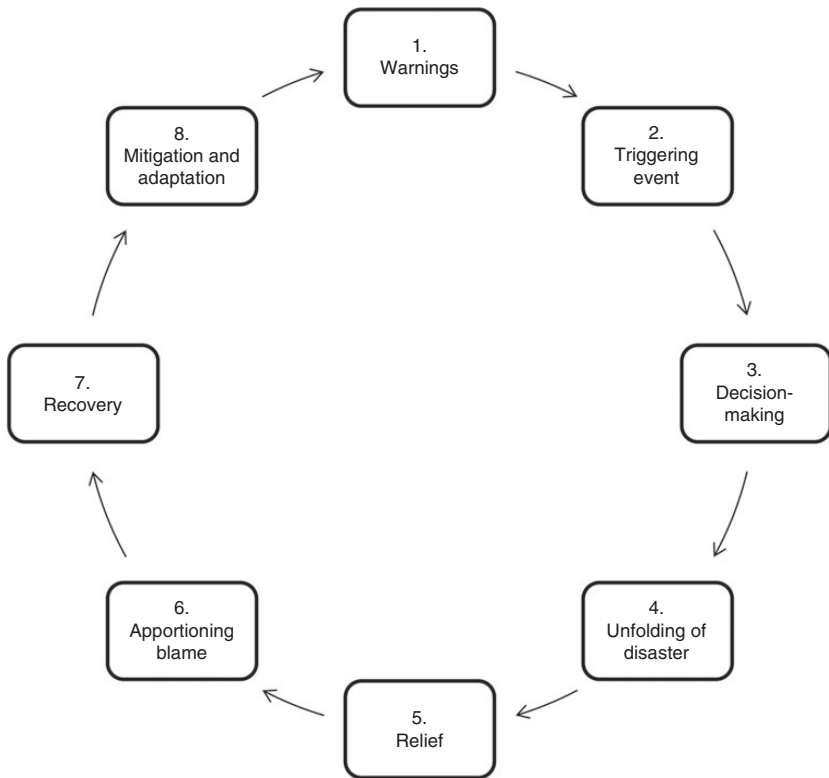 1.
Warnings
2.
Triggering
event
3.
Decision-
making
4.
Unfolding of
disaster
5.
Relief
6.
Apportioning
blame
7.
Recovery
8.
Mitigation and
adaptation